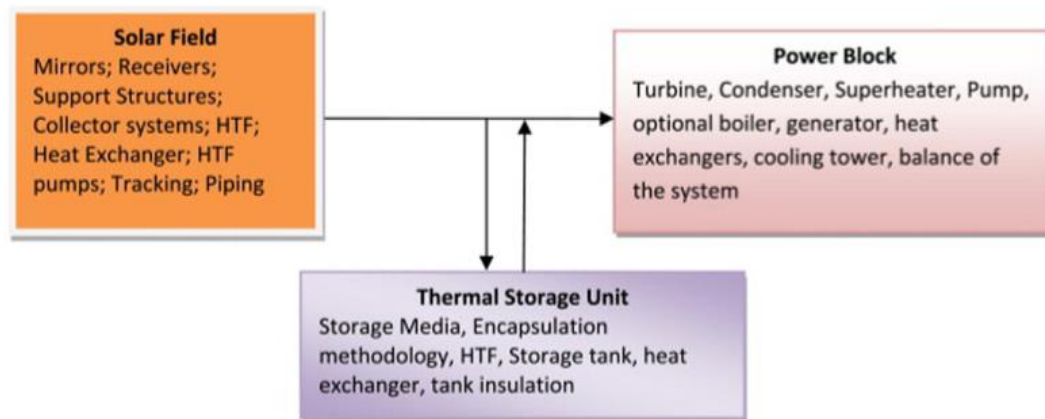 Solar Field
Mirrors; Receivers;
Support Structures;
Collector systems; HTF;
Heat Exchanger; HTF
pumps; Tracking; Piping
Power Block
Turbine, Condenser, Superheater, Pump,
optional boiler, generator, heat
exchangers, cooling tower, balance of
the system
Thermal Storage Unit
Storage Media, Encapsulation
methodology, HTF, Storage tank, heat
exchanger, tank insulation